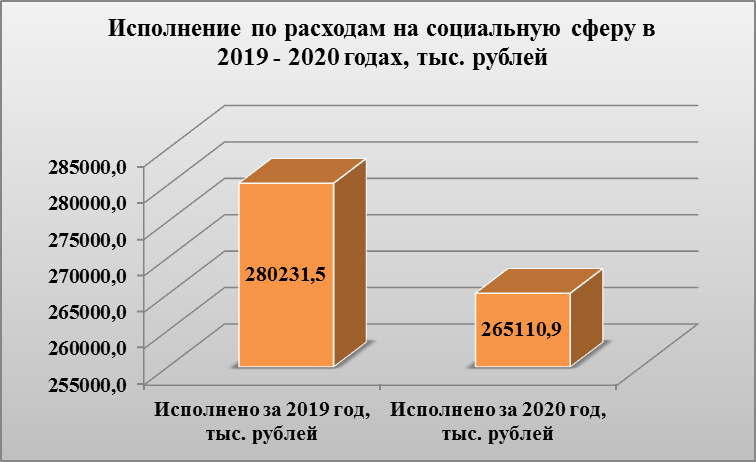 Исполнение по расходам на социальную сферу в
2019 - 2020 годах, тыс. рублей
285000,0
280000,0
275000,0
270000,0
265000,0
260000,0
255000,0
280231,5
265110,9
Исполнено за 2019 год,
тыс. рублей
Исполнено за 2020 год,
тыс. рублей